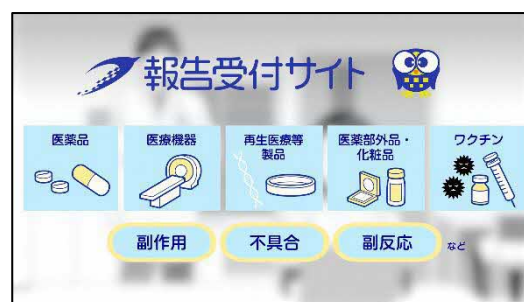 報告受付サイト
医薬品
医療機器
再生医療等
製品
医薬部外品・
化粧品
ワクチン
副作用
不具合
副反応
など